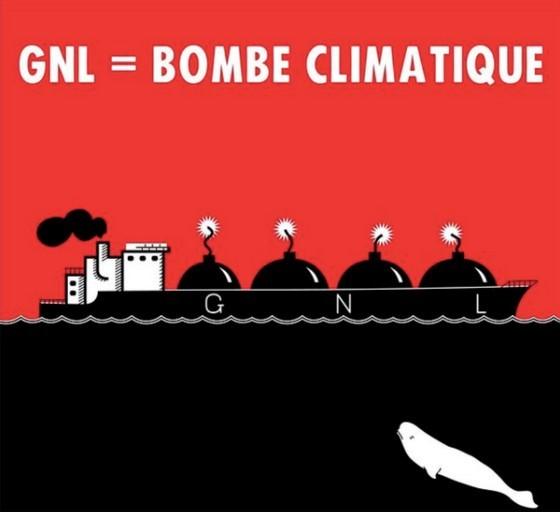 GNL = BOMBE CLIMATIQUE
G N L